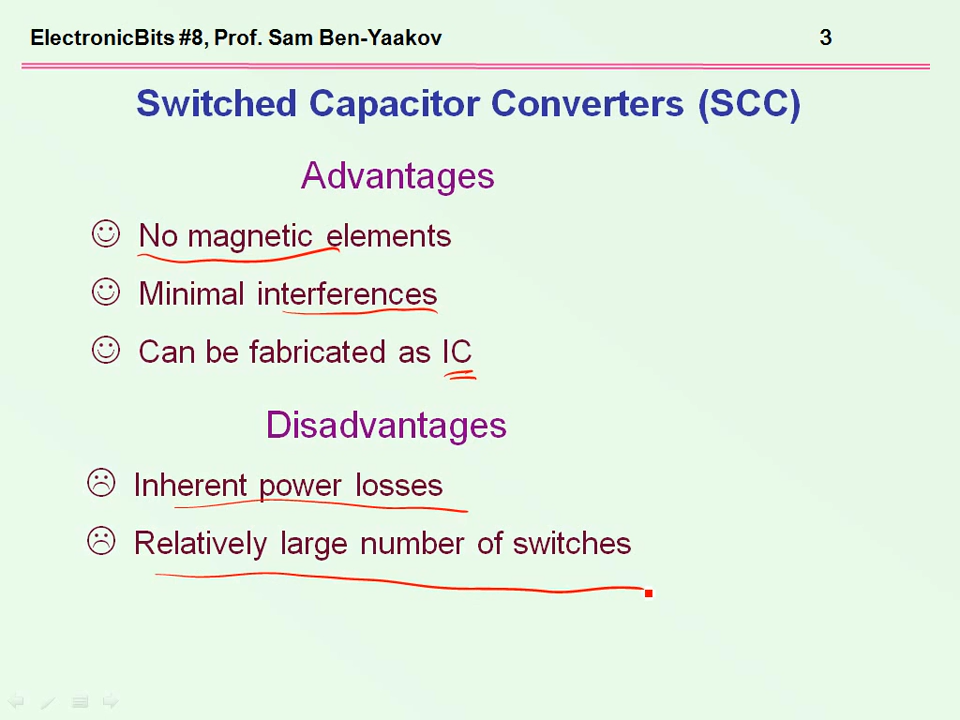 ElectronicBits #8, Prof. Sam Ben-Yaakov 3
Switched Capacitor Converters (SCC)
Advantages
No magnetic elements
Minimal interferences
Can be fabricated as IC
Disadvantages
Inherent power losses
Relatively large number of switches